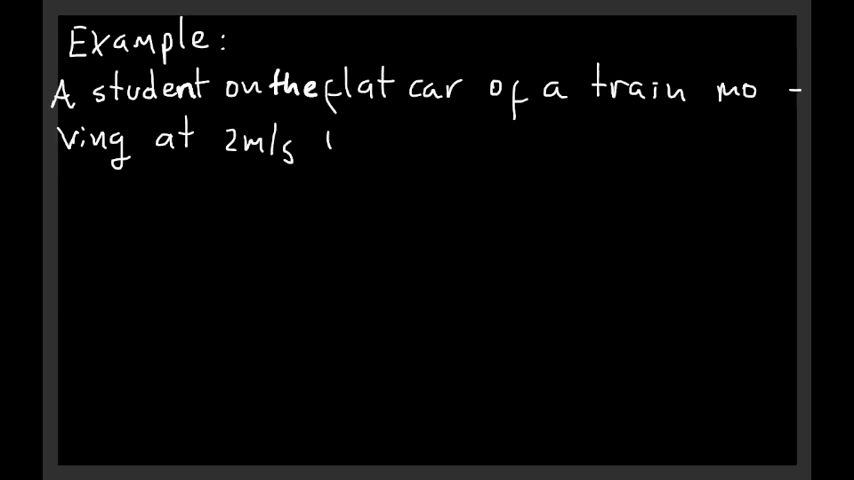 Example:
A student on the flat car of a train mo -
ving at 2m/s